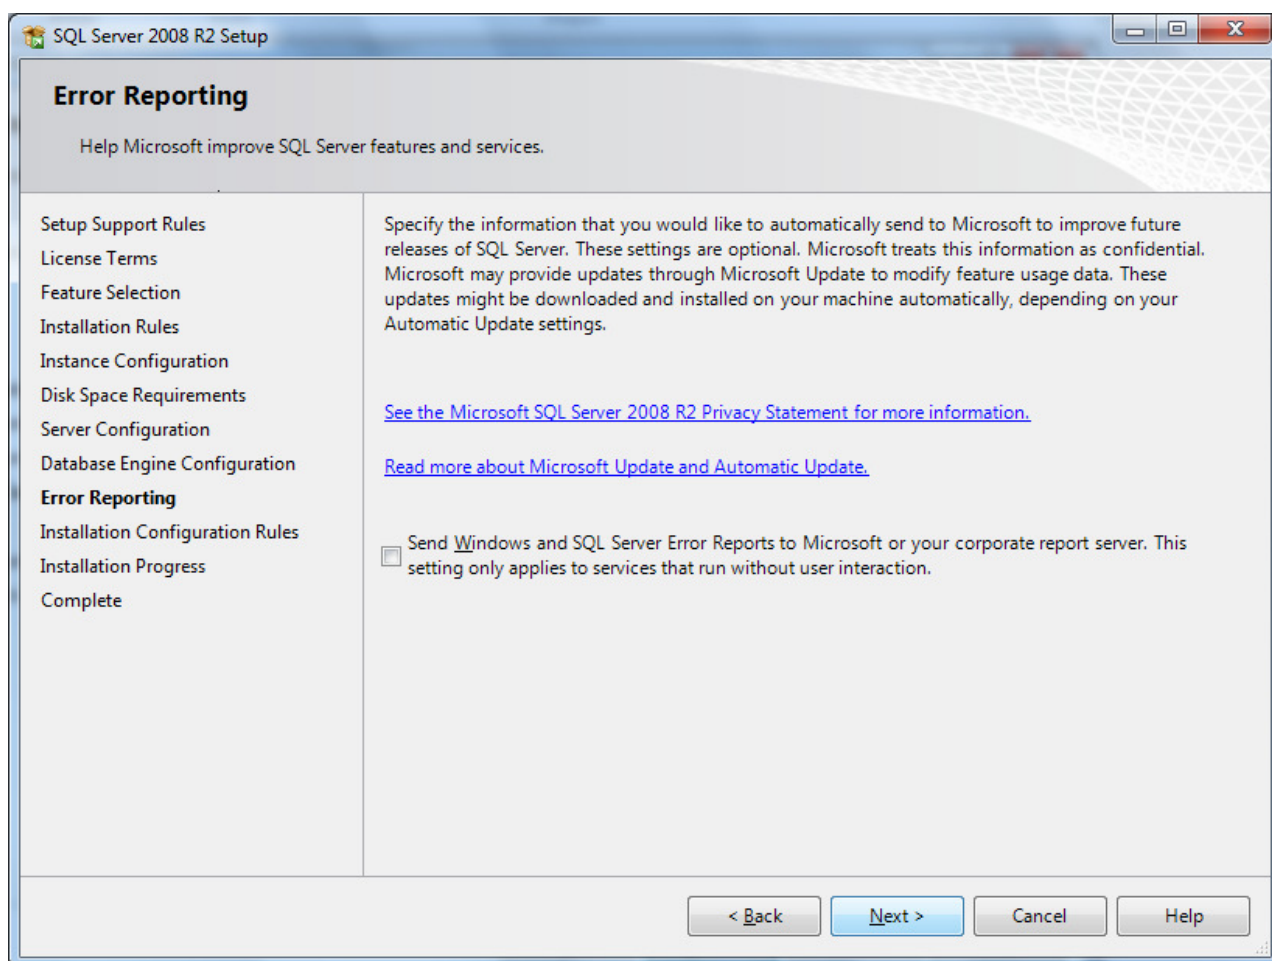 SQL Server 2008 R2 Setup
Error Reporting
Help Microsoft improve SQL Server features and services.
Setup Support Rules
License Terms
Feature Selection
Installation Rules
Instance Configuration
Disk Space Requirements
Server Configuration
Database Engine Configuration
Error Reporting
Installation Configuration Rules
Installation Progress
Complete
Specify the information that you would like to automatically send to Microsoft to improve future
releases of SQL Server. These settings are optional. Microsoft treats this information as confidential.
Microsoft may provide updates through Microsoft Update to modify feature usage data. These
updates might be downloaded and installed on your machine automatically, depending on your
Automatic Update settings.
See the Microsoft SQL Server 2008 R2 Privacy Statement for more information.
Read more about Microsoft Update and Automatic Update.
Send Windows and SQL Server Error Reports to Microsoft or your corporate report server. This
setting only applies to services that run without user interaction.
< Back
Next >
Cancel
Help